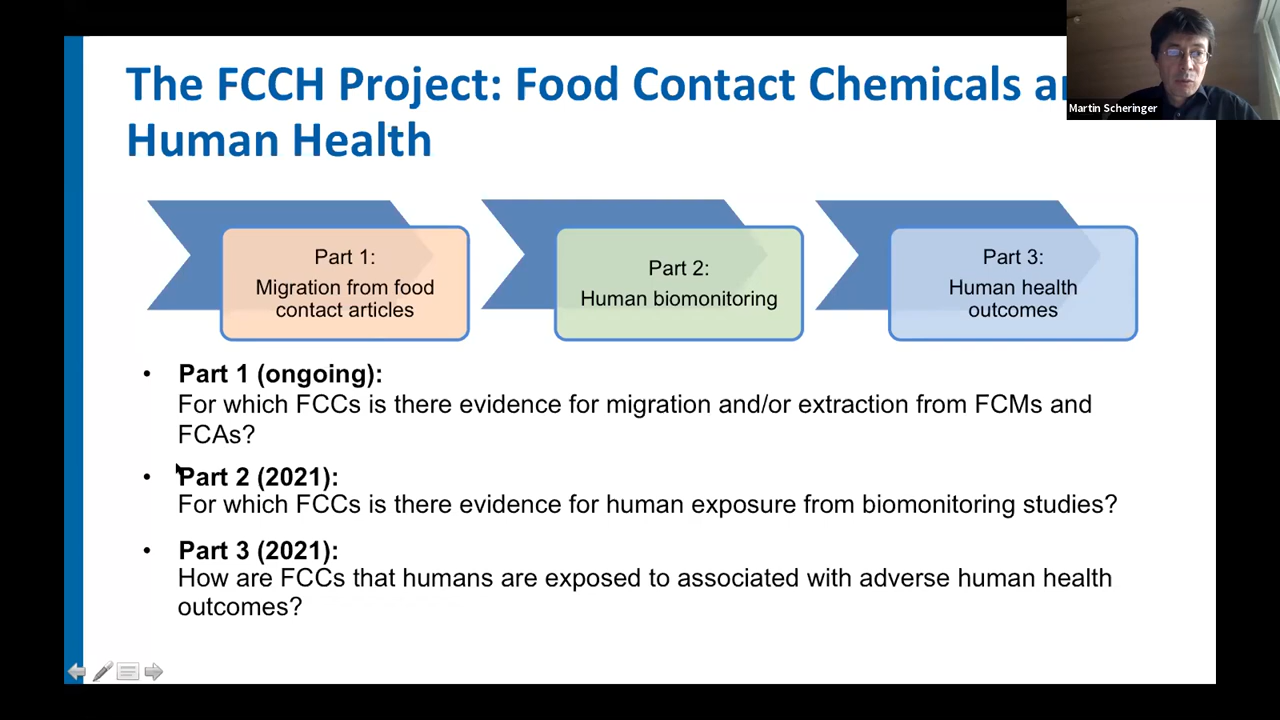 The FCCH Project: Food Contact Chemicals
Human Health
Martin Scheringer
Part 1:
Migration from food
contact articles
Part 2:
Human biomonitoring
Part 3:
Human health
outcomes
• Part 1 (ongoing):
For which FCCs is there evidence for migration and/or extraction from FCMs and
FCAs?
• Part 2 (2021):
For which FCCs is there evidence for human exposure from biomonitoring studies?
• Part 3 (2021):
How are FCCs that humans are exposed to associated with adverse human health
outcomes?